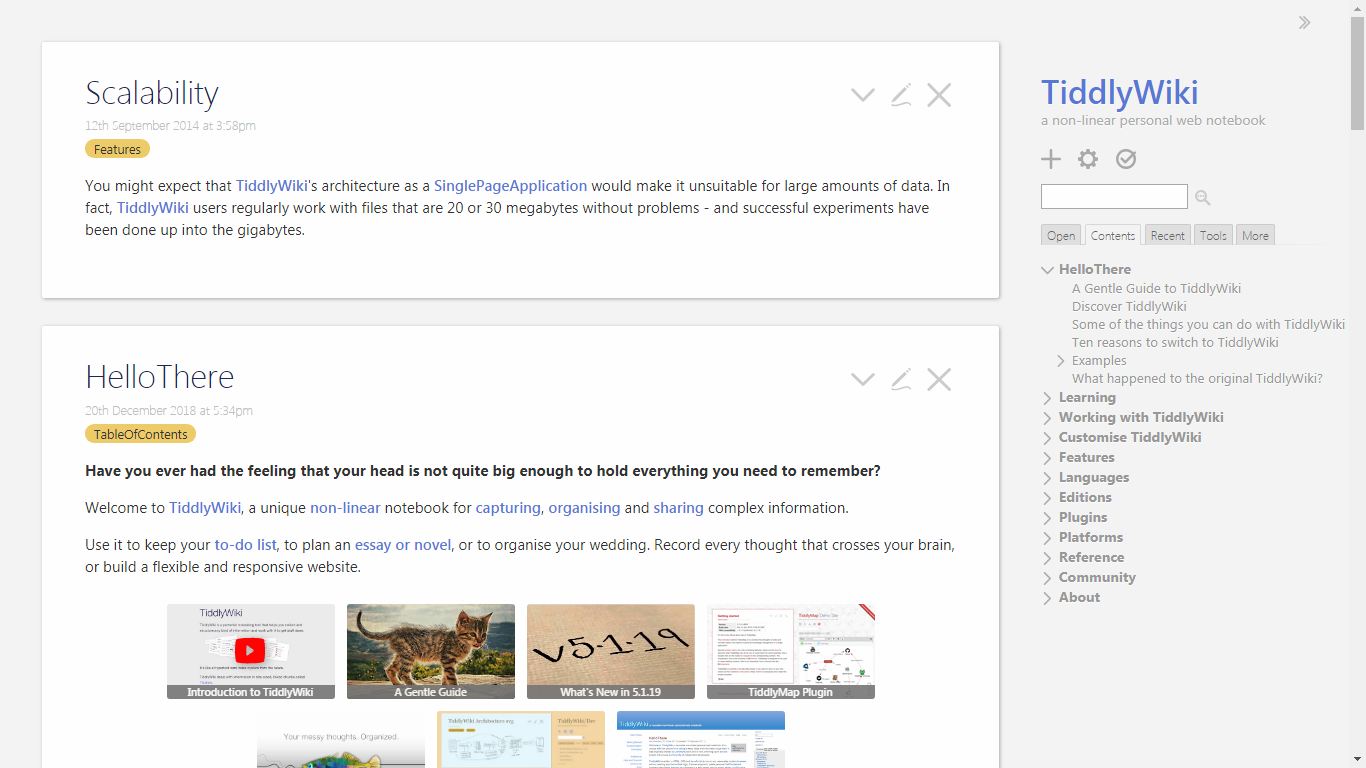 Scalability
12th September 2014 at 3:58pm
Features
You might expect that TiddlyWiki's architecture as a SinglePageApplication would make it unsuitable for large amounts of data. In
fact, TiddlyWiki users regularly work with files that are 20 or 30 megabytes without problems - and successful experiments have
been done up into the gigabytes.
HelloThere
20th December 2018 at 5:34pm
TableOfContents
Have you ever had the feeling that your head is not quite big enough to hold everything you need to remember?
Welcome to TiddlyWiki, a unique non-linear notebook for capturing, organising and sharing complex information.
Use it to keep your to-do list, to plan an essay or novel, or to organise your wedding. Record every thought that crosses your brain,
or build a flexible and responsive website.
TiddlyWiki
Introduction to TiddlyWiki
A Gentle Guide
v5·1·19
What's New in 5.1.19
Getting started
TiddlyMap Demo Site
TiddlyMap Plugin
Your messy thoughts. Organized.
TiddlyWiki Architecture.svg
TiddlyWiki/Dev
TiddlyWiki
TiddlyWiki
a non-linear personal web notebook
Open
Contents
Recent
Tools
More
HelloThere
A Gentle Guide to TiddlyWiki
Discover TiddlyWiki
Some of the things you can do with TiddlyWiki
Ten reasons to switch to TiddlyWiki
Examples
What happened to the original TiddlyWiki?
Learning
Working with TiddlyWiki
Customise TiddlyWiki
Features
Languages
Editions
Plugins
Platforms
Reference
Community
About